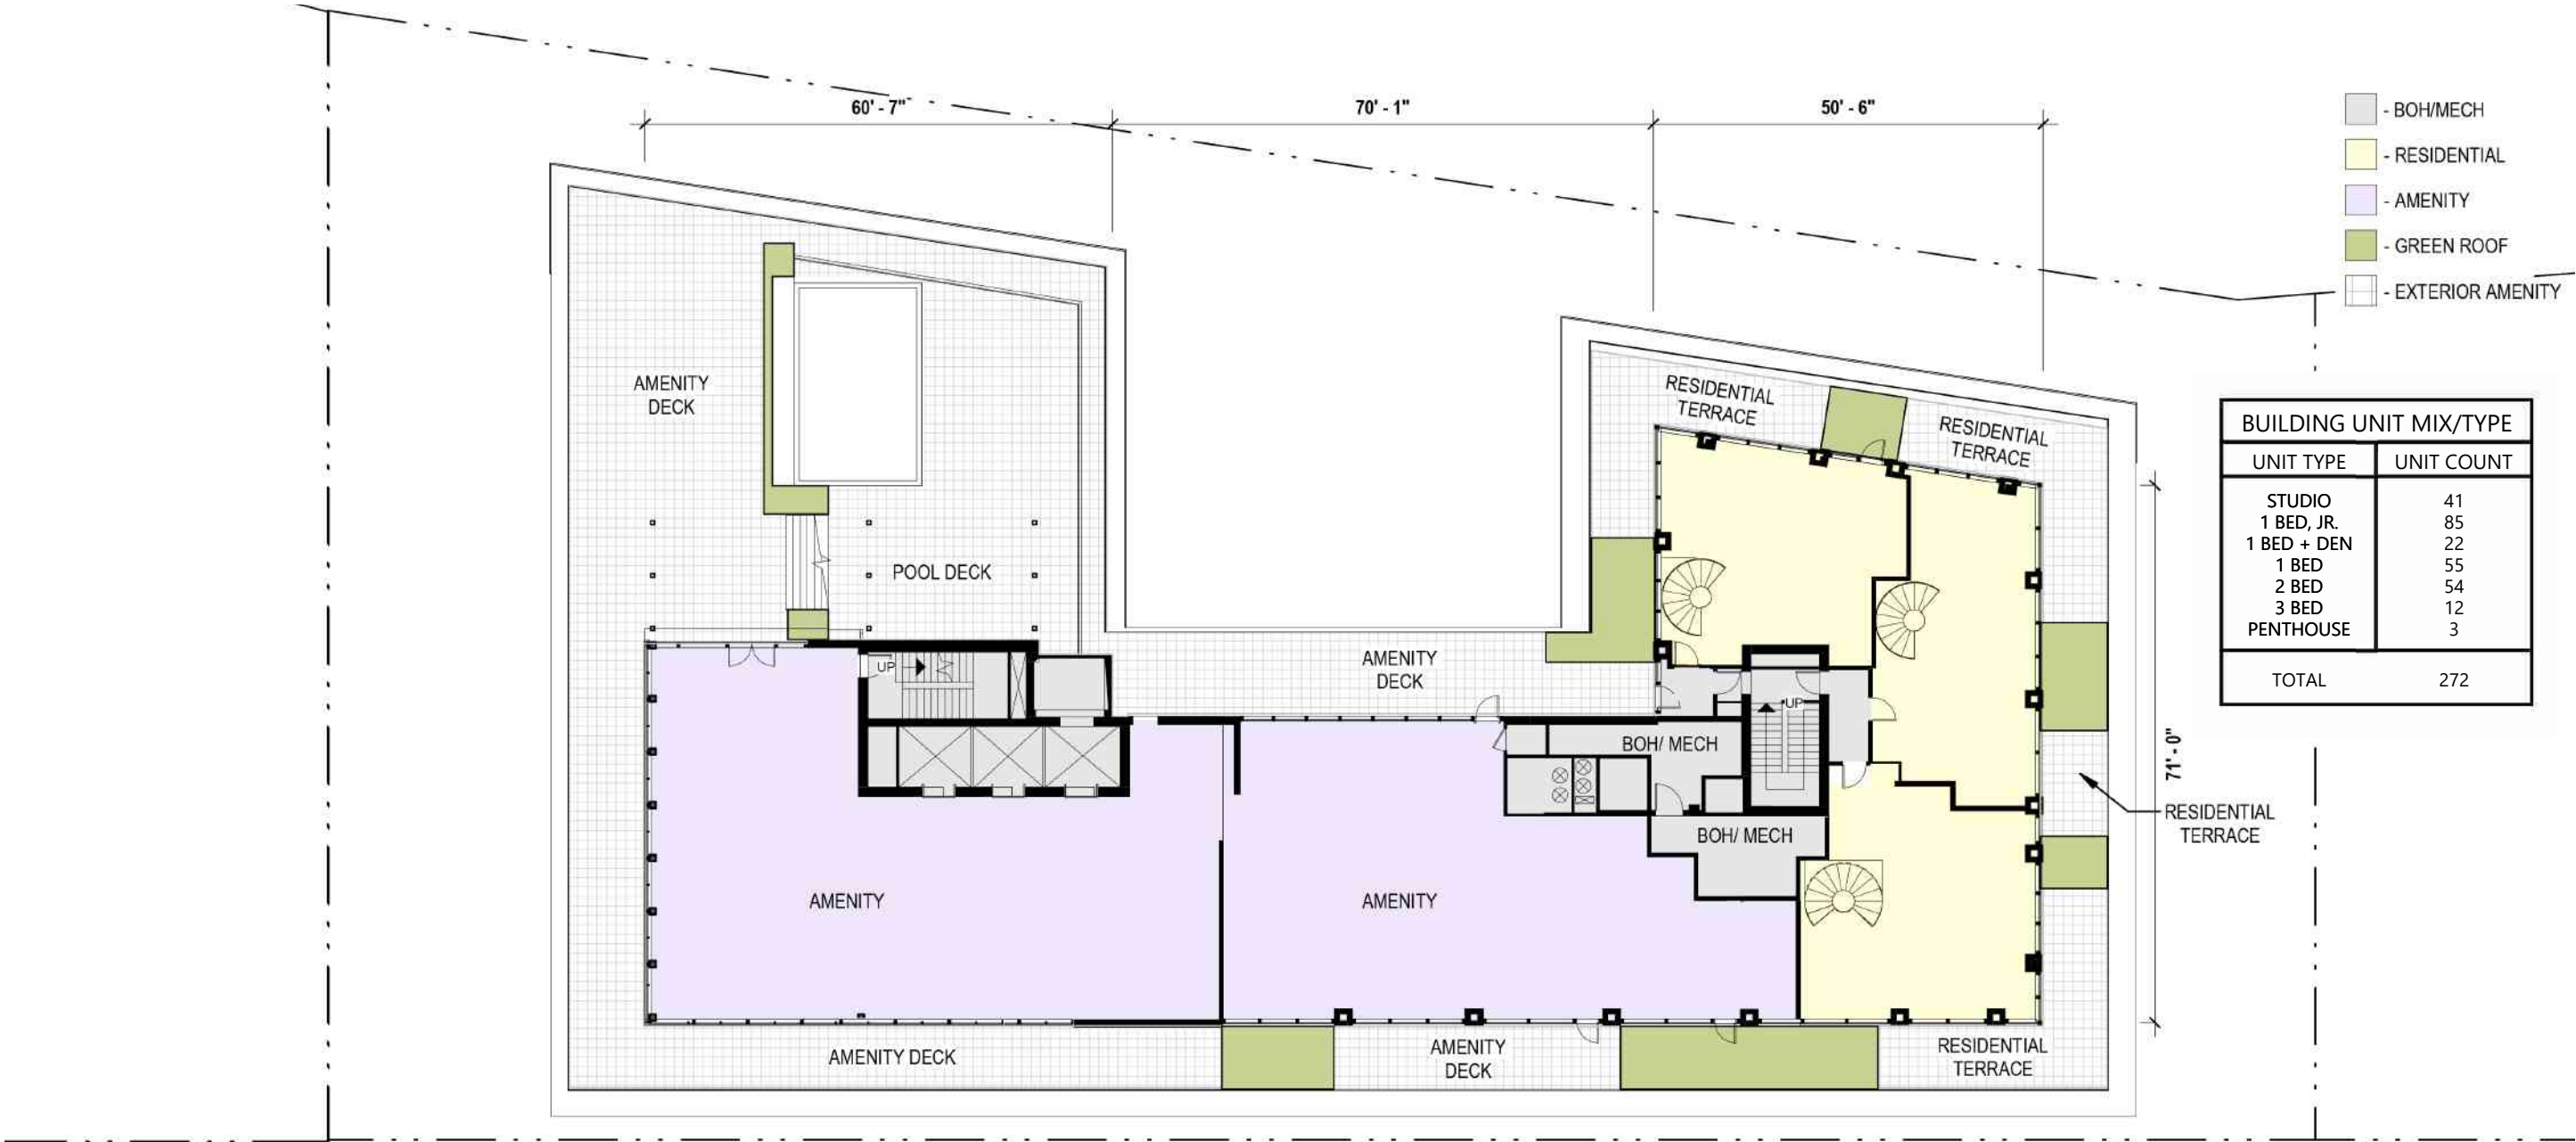 60' - 7"
70' - 1"
50' - 6"
- BOH/MECH
- RESIDENTIAL
- AMENITY
- GREEN ROOF
- EXTERIOR AMENITY
AMENITY
DECK
POOL DECK
RESIDENTIAL
TERRACE
RESIDENTIAL
TERRACE
BUILDING UNIT MIX/TYPE
UNIT TYPE UNIT COUNT
STUDIO 41
1 BED, JR. 85
1 BED + DEN 22
1 BED 55
2 BED 54
3 BED 12
PENTHOUSE 3
TOTAL 272
UP
AMENITY
DECK
UP
BOH/ MECH
BOH/ MECH
71' - 0"
RESIDENTIAL
TERRACE
AMENITY
AMENITY
AMENITY DECK
AMENITY
DECK
RESIDENTIAL
TERRACE